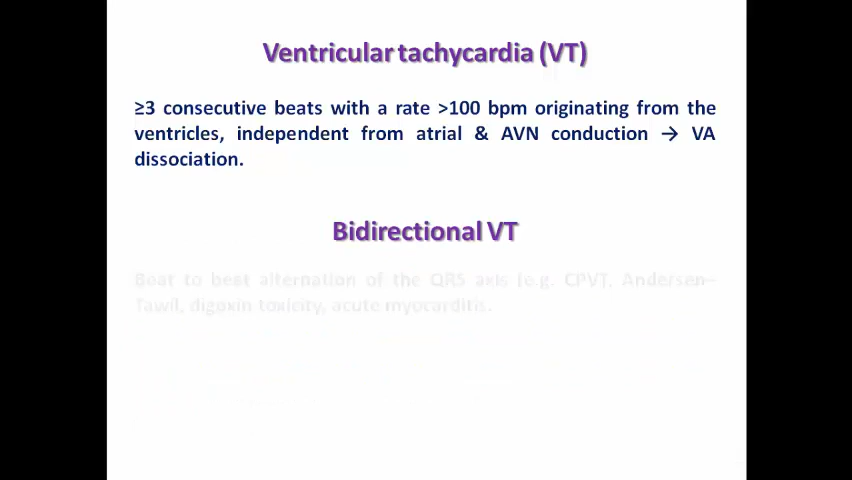 Ventricular tachycardia (VT)
≥3 consecutive beats with a rate >100 bpm originating from the
ventricles, independent from atrial & AVN conduction → VA
dissociation.
Bidirectional VT
Beat to beat alternation of the QRS axis (e.g. CPVT, Andersen–
Tawil, digoxin toxicity, acute myocarditis.